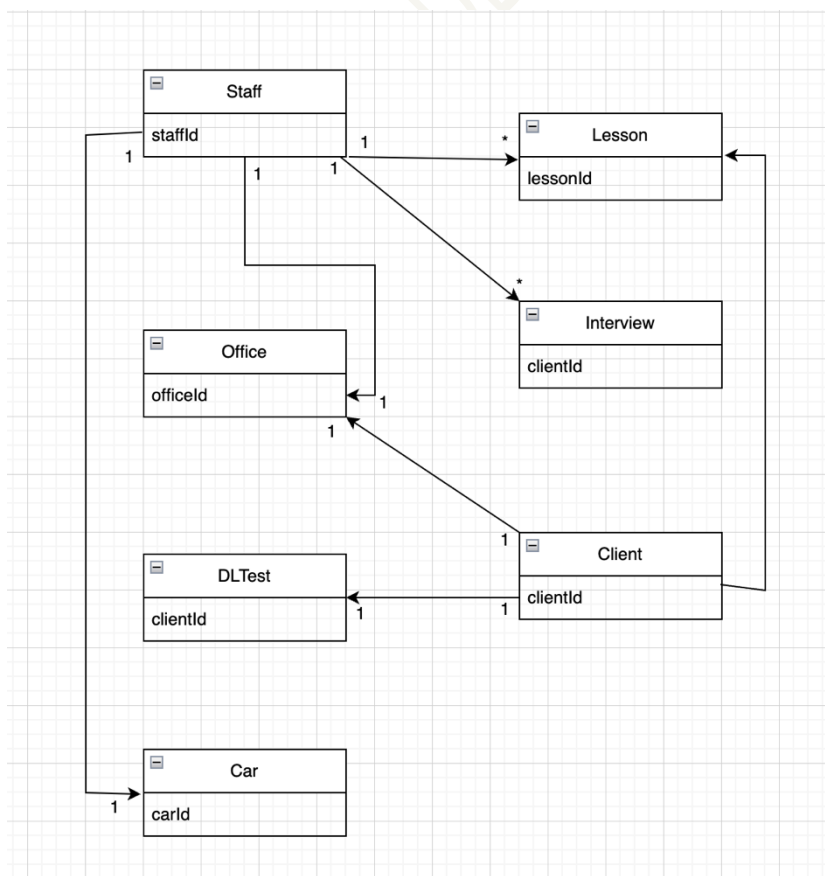 Staff
staffId
1
1
1
1
*
Lesson
lessonId
*
Interview
clientId
Office
officeId
1
1
1
Client
clientId
1
DLTest
clientId
1
Car
carId
1